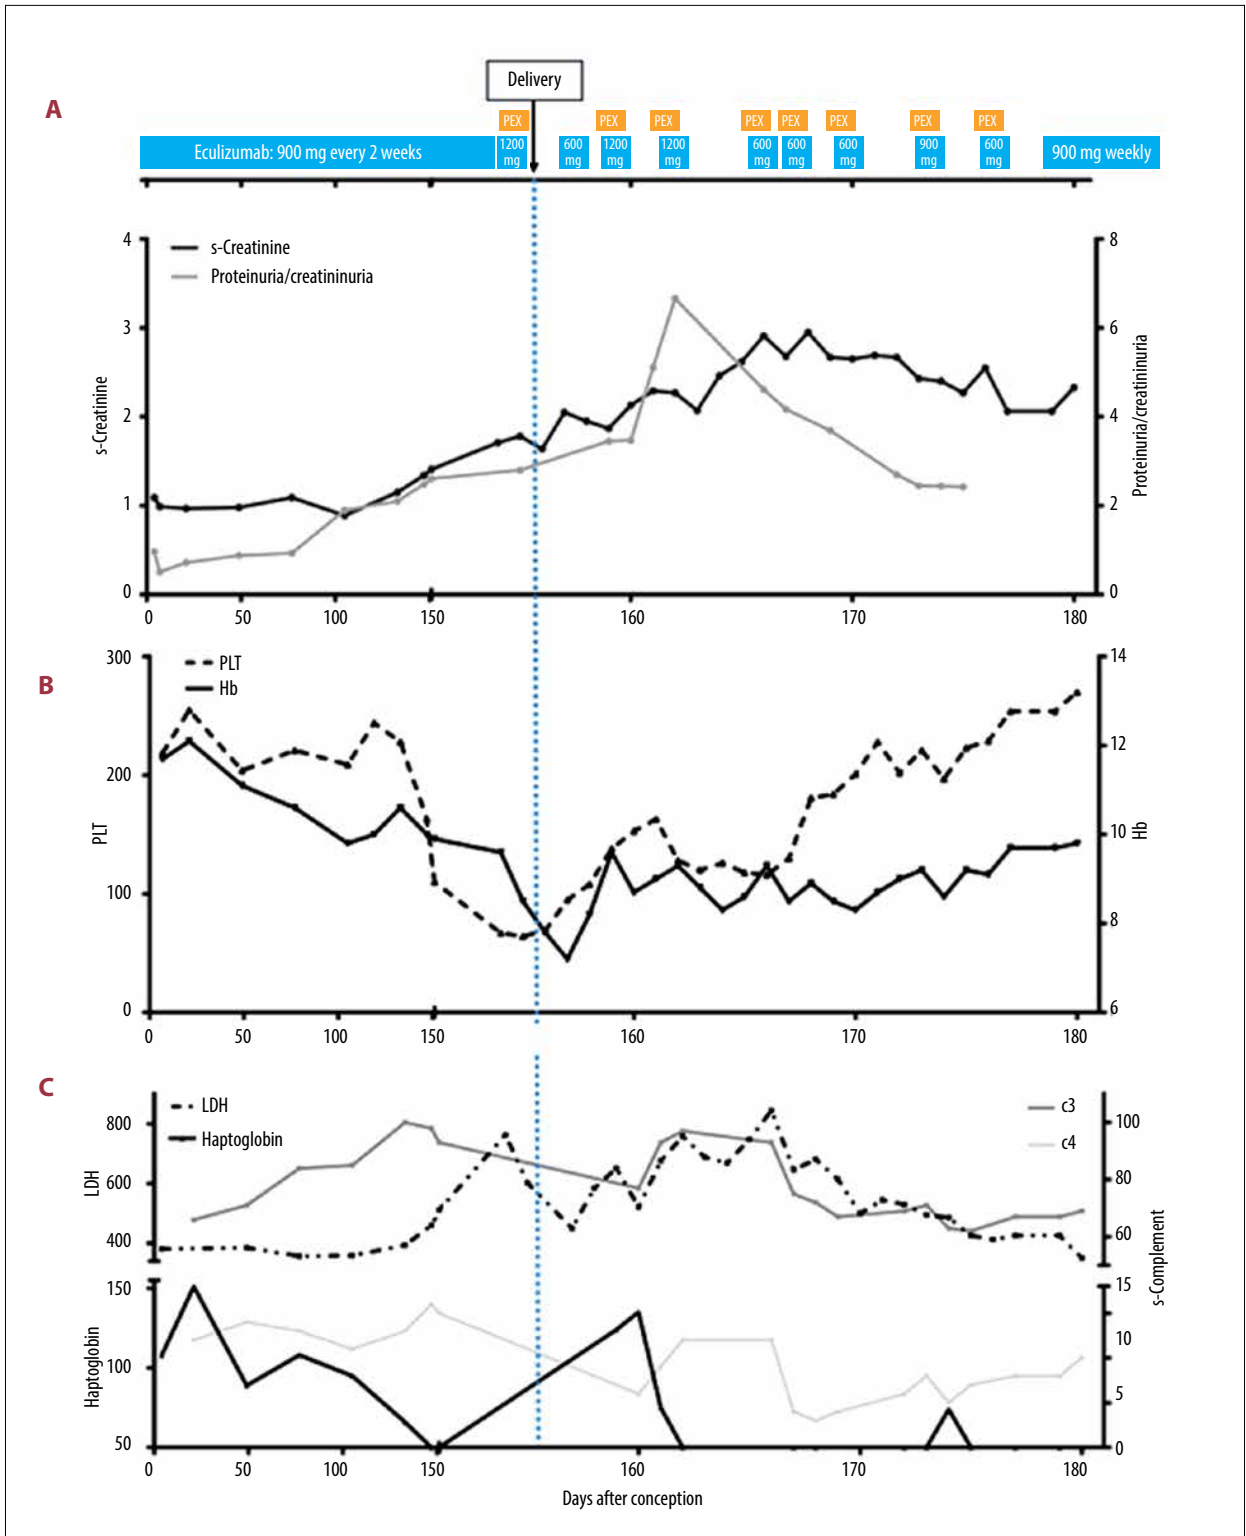 Delivery
A
PEX PEX PEX PEX PEX PEX PEX PEX
Eculizumab: 900 mg every 2 weeks 1200 mg 600 mg 1200 mg 1200 mg 600 mg 600 mg 600 mg 900 mg 600 mg 900 mg weekly
4 8
s-Creatinine
Proteinuria/creatininuria
3 6
s-Creatinine
Proteinuria/creatininuria
2 4
1 2
0 0
0 50 100 150 160 170 180
B
300 14
PLT
Hb
12
200
PLT
10 Hb
100
8
0 6
0 50 100 150 160 170 180
C
LDH c3
800 100
Haptoglobin c4
LDH
600 80
400 60
s-Complement
150 15
Haptoglobin
100 10
5
50 0
0 50 100 150 160 170 180
Days after conception